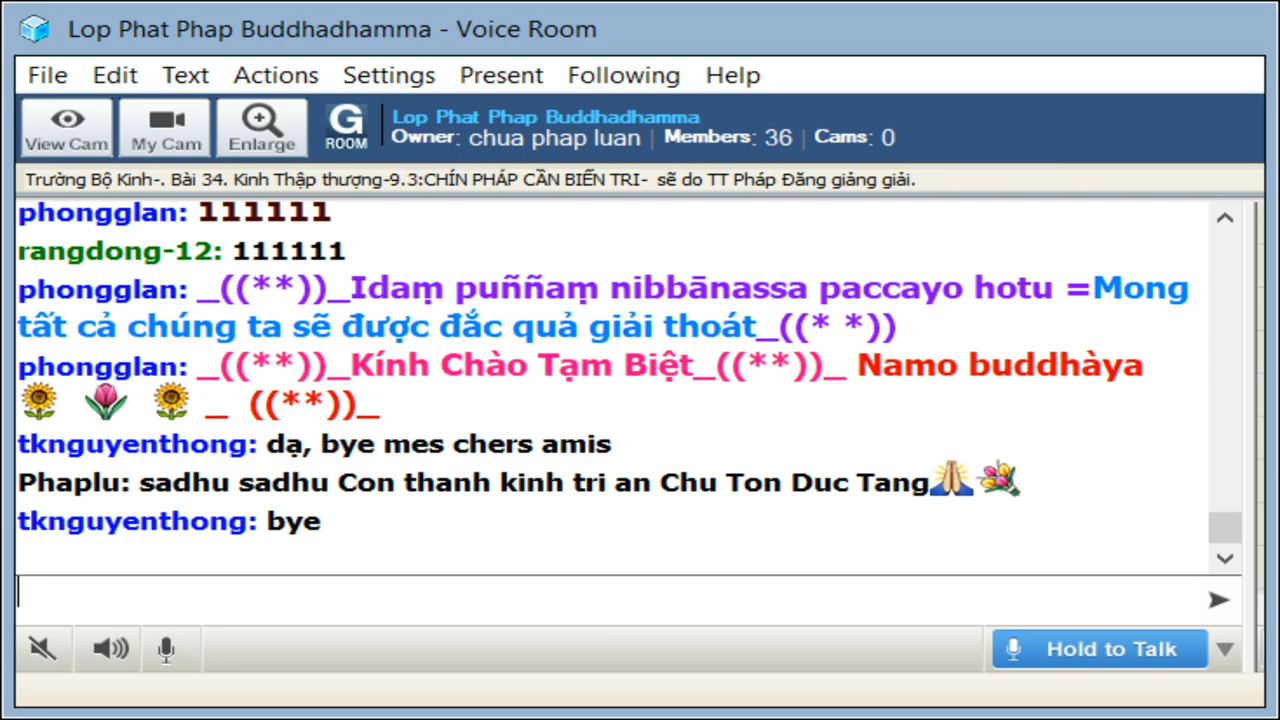 Lop Phat Phap Buddhadhamma - Voice Room
File Edit Text Actions Settings Present Following Help
View Cam My Cam Enlarge G ROOM
Lop Phat Phap Buddhadhamma
Owner: chua phap luan | Members: 36 | Cams: 0
Trường Bộ Kinh-. Bài 34. Kinh Thập thượng-9.3:CHÍN PHÁP CẦN BIẾN TRI- sẽ do TT Pháp Đăng giảng giải.
phongglan: 111111
rangdong-12: 111111
phongglan: _((**))_Idaṃ puññaṃ nibbānassa paccayo hotu =Mong
tất cả chúng ta sẽ được đắc quả giải thoát_((* *))
phongglan: _((**))_Kính Chào Tạm Biệt_((**))_ Namo buddhàya
🌻 🌷 🌻 _ ((**))_
tknguyenthong: dạ, bye mes chers amis
Phaplu: sadhu sadhu Con thanh kinh tri an Chu Ton Duc Tang🙏💐
tknguyenthong: bye
Hold to Talk